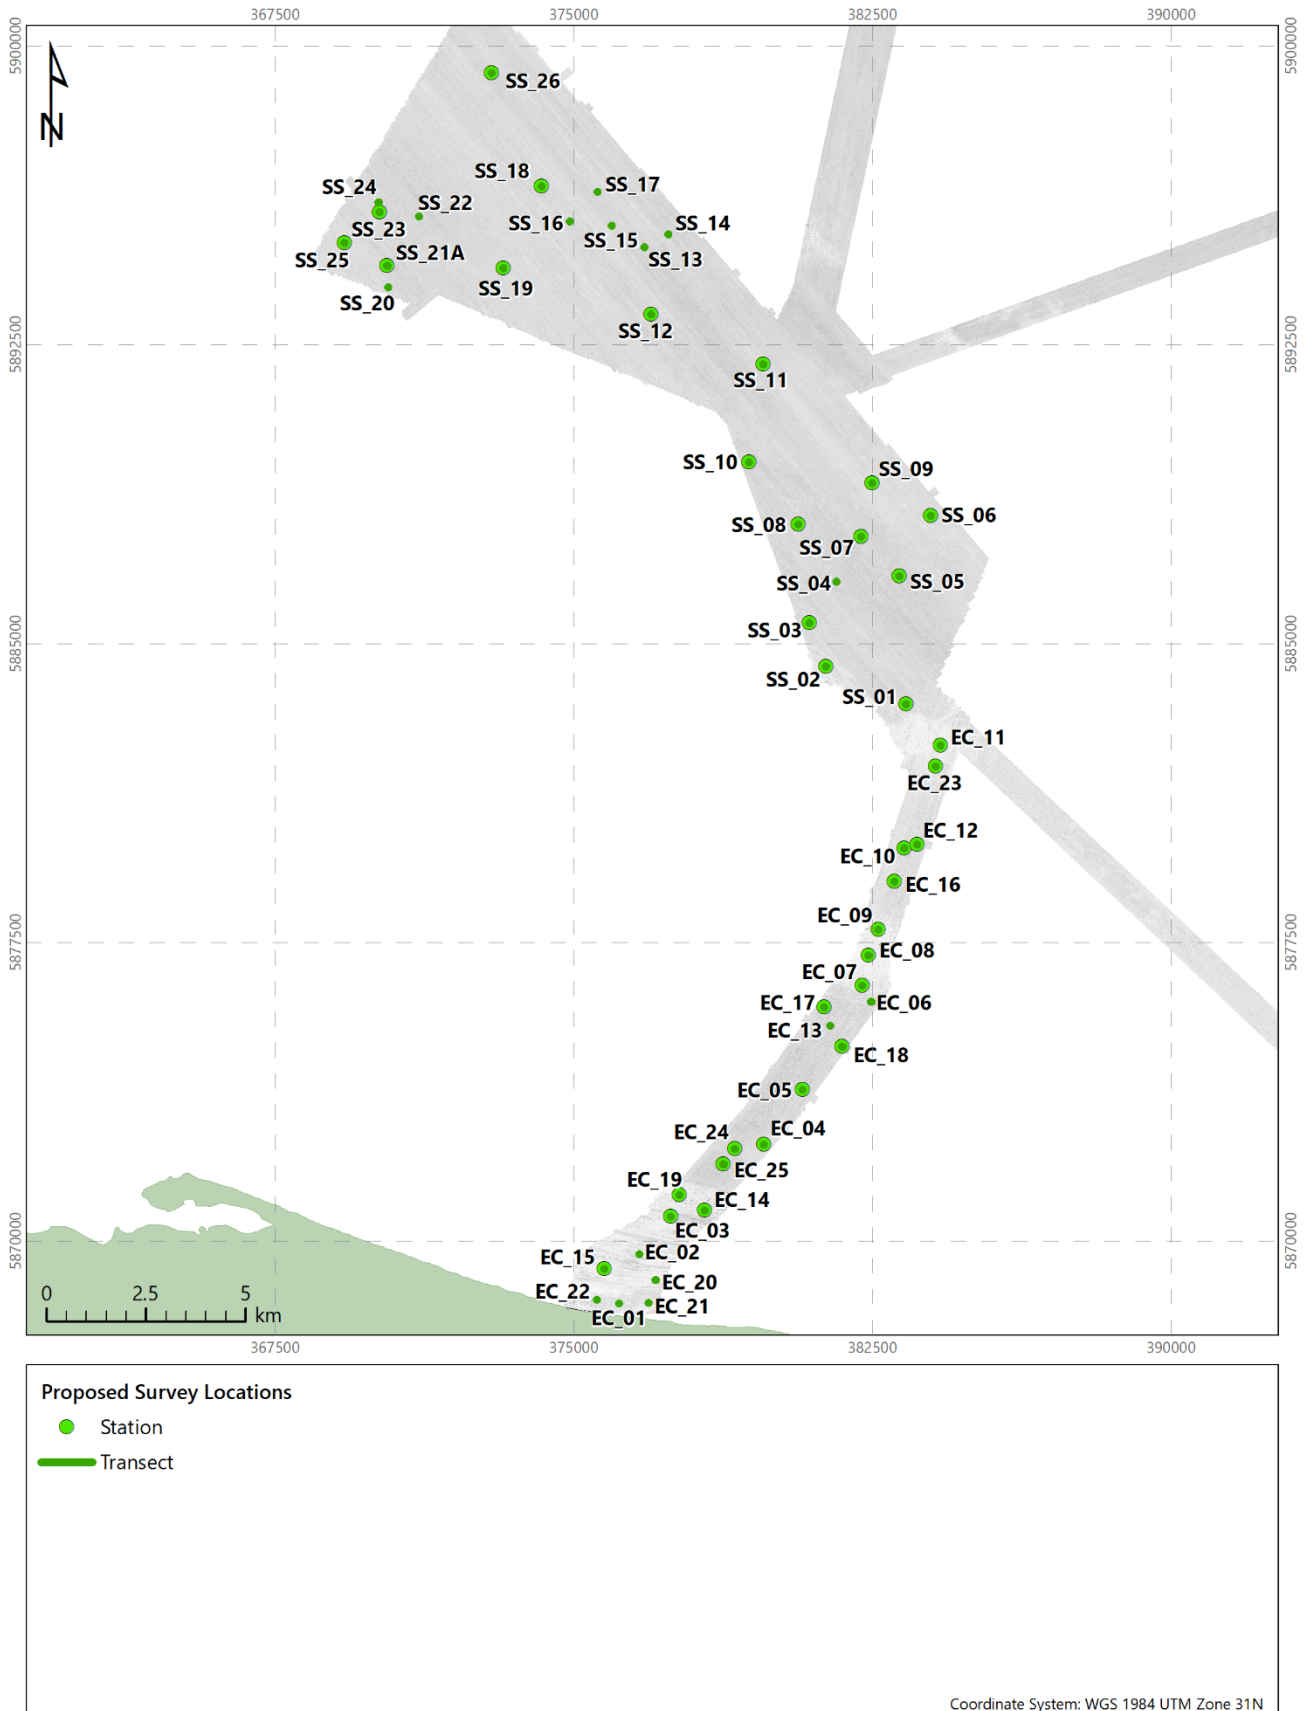 367500 375000 382500 390000
5900000 5900000
N
SS_26
SS_18
SS_17
SS_24
SS_22
SS_14
SS_16
SS_23
SS_15
SS_21A
SS_13
SS_25
SS_19
SS_20
SS_12
5892500 5892500
SS_11
SS_10
SS_09
SS_06
SS_08
SS_07
SS_04
SS_05
SS_03
5885000 5885000
SS_02
SS_01
EC_11
EC_23
EC_12
EC_10
EC_16
EC_09
5877500 5877500
EC_08
EC_07
EC_17
EC_06
EC_13
EC_18
EC_05
EC_04
EC_24
EC_25
EC_19
EC_14
EC_03
5870000 5870000
EC_02
EC_15
EC_20
EC_22
EC_21
EC_01
0 2.5 5
km
367500 375000 382500 390000
Proposed Survey Locations
Station
Transect
Coordinate System: WGS 1984 UTM Zone 31N